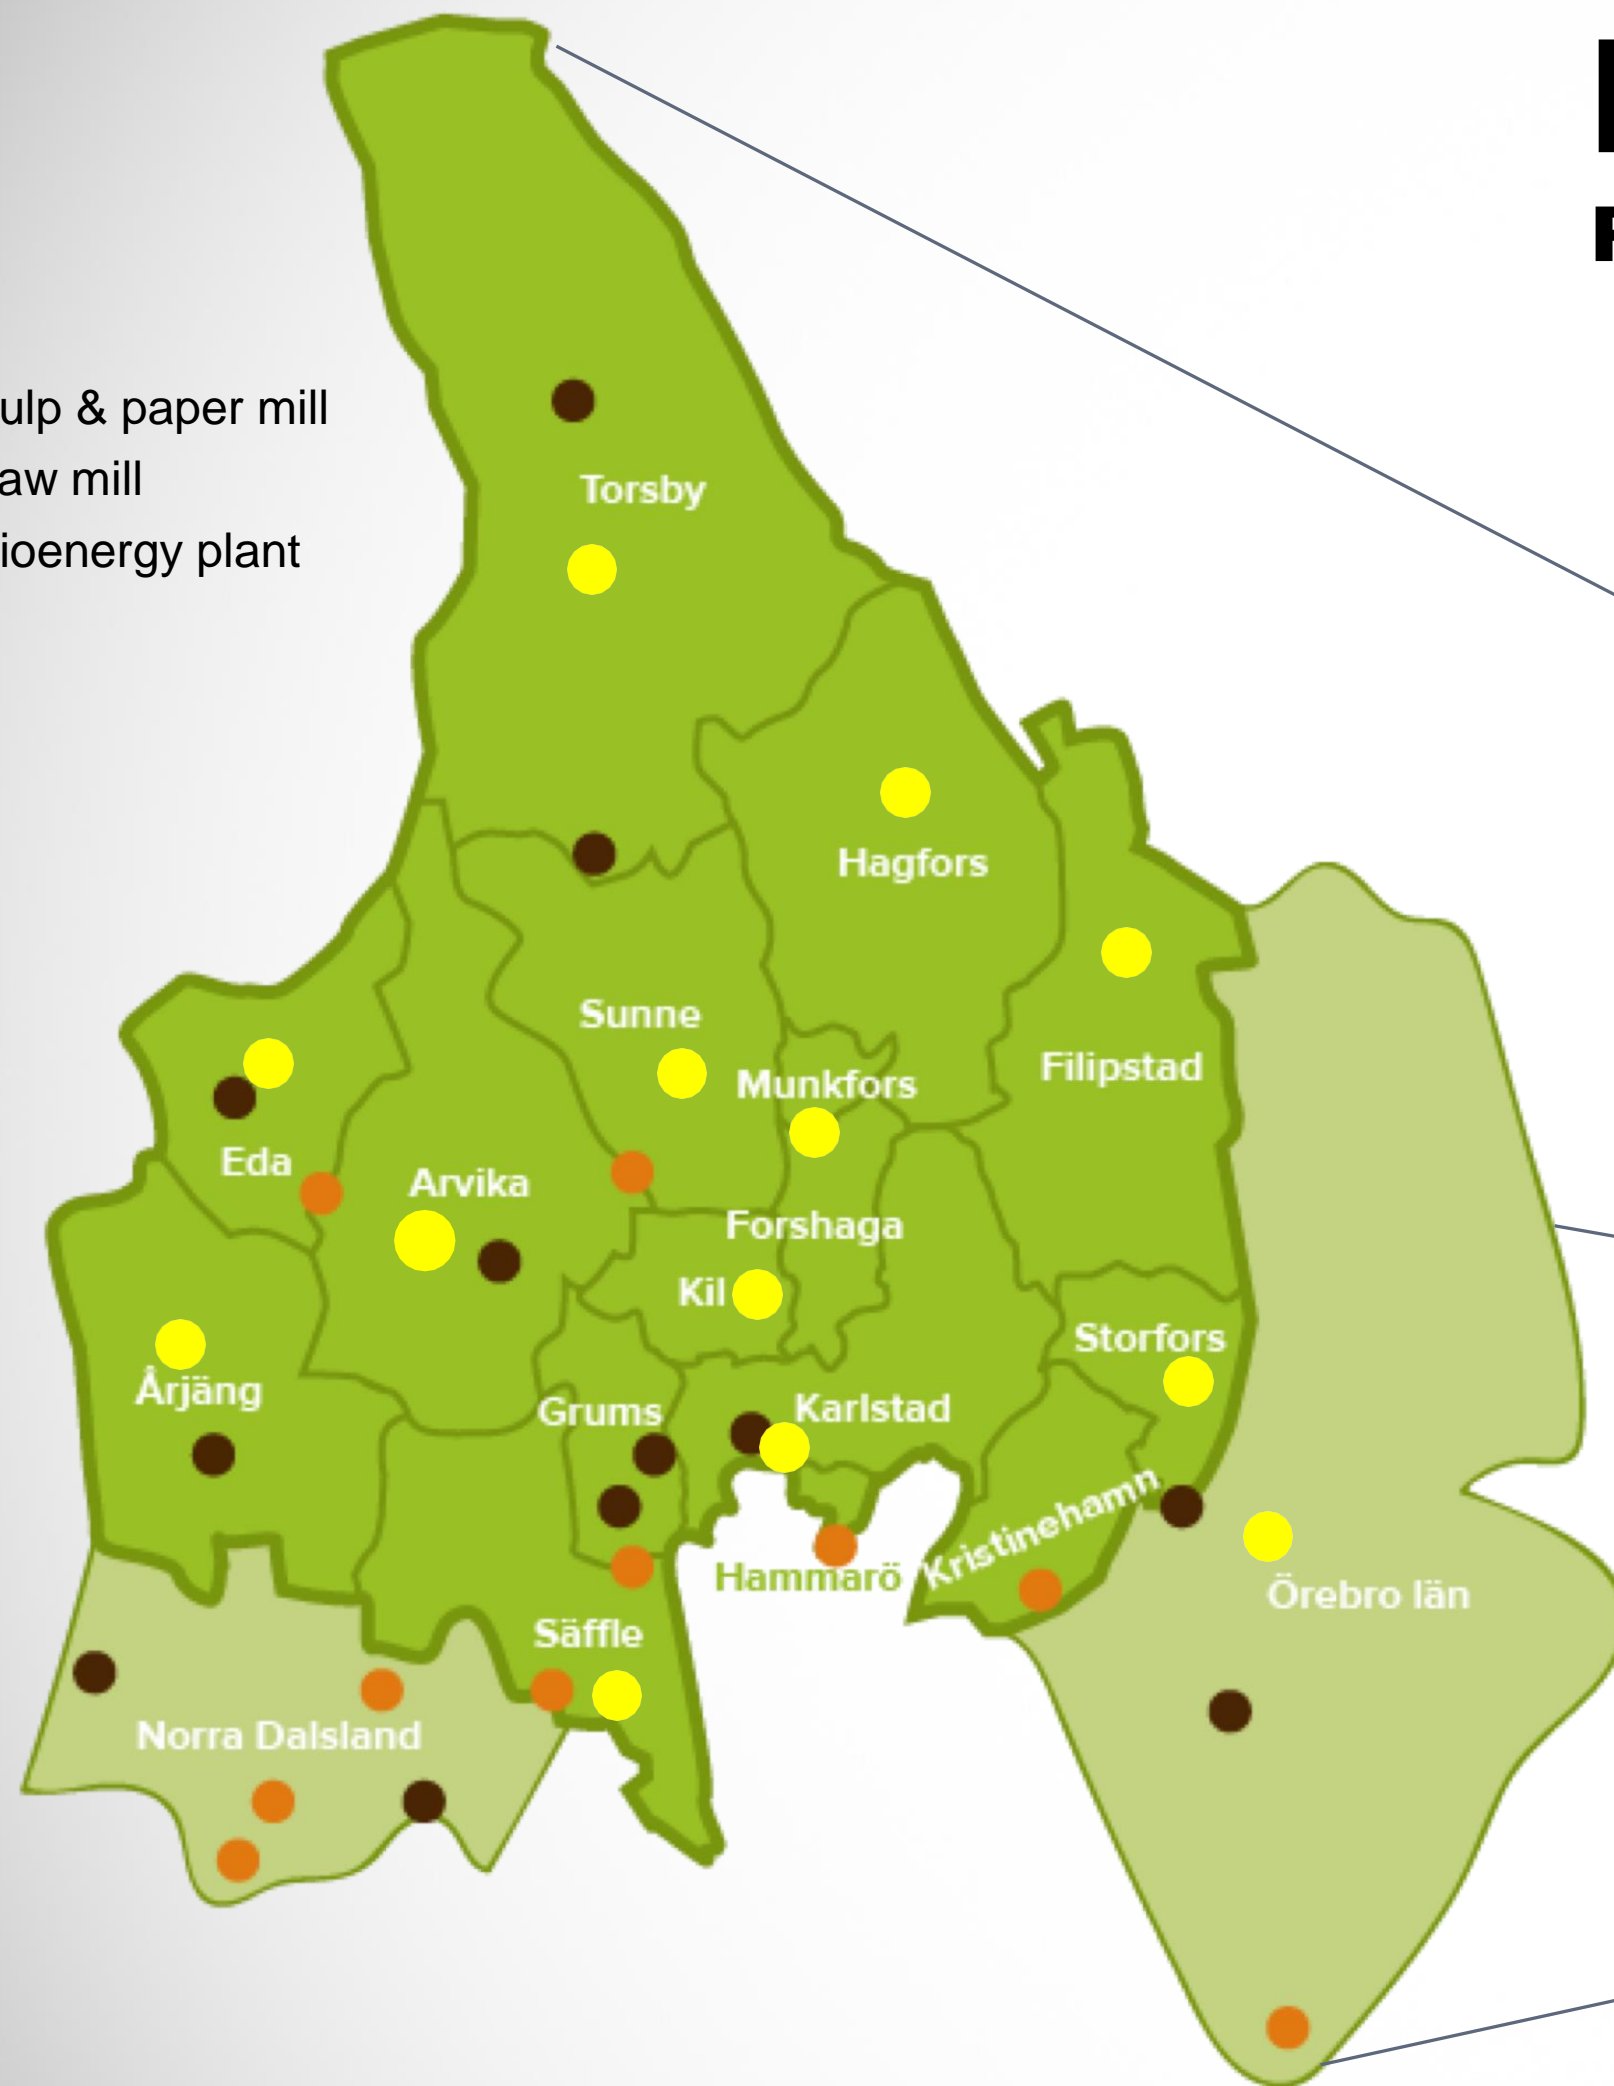 ulp & paper mill
aw mill
ioenergy plant
Torsby
Hagfors
Sunne
Filipstad
Munkfors
Eda
Arvika
Forshaga
Kil
Storfors
Årjäng
Grums
Karlstad
Kristinehamn
Hammarö
Örebro län
Säffle
Norra Dalsland